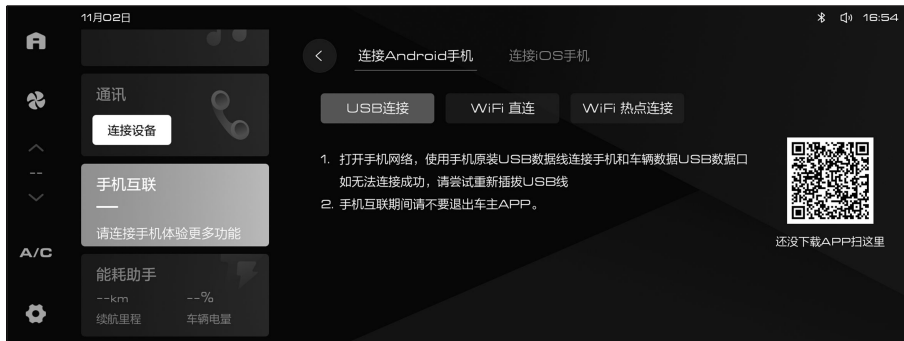 11月02日
16:54
通讯
连接设备
手机互联
请连接手机体验更多功能
能耗助手
--km
--%
续航里程
车辆电量
--
A/C
连接Android手机
连接iOS手机
USB连接
WiFi 直连
WiFi 热点连接
1. 打开手机网络，使用手机原装USB数据线连接手机和车辆数据USB数据口
如无法连接成功，请尝试重新插拔USB线
2. 手机互联期间请不要退出车主APP。
还没下载APP扫这里